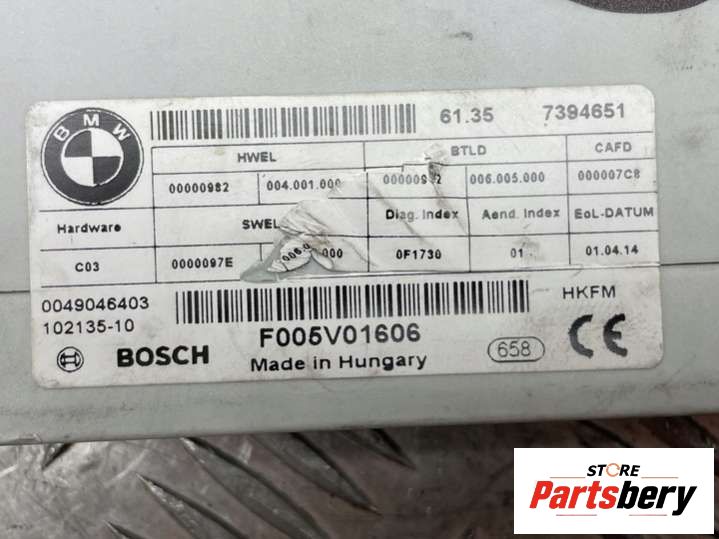 BMW
61.35 7394651
HWEL BTLD CAFD
00000982 004.001.000 006.005.000 000007C8
Hardware SWEL Diag. Index Aend. Index EoL-DATUM
C03 0000097E 000 0F1730 01 01.04.14
0049046403
102135-10
HKFM
BOSCH
F005V01606
Made in Hungary
658
STORE
Partsbery